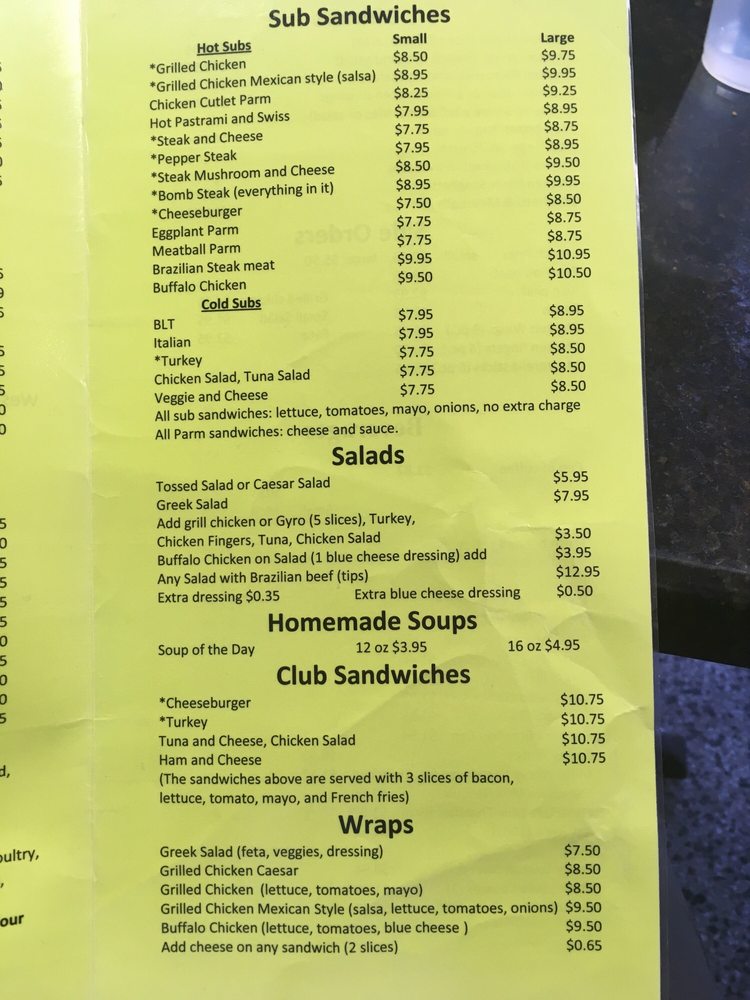 Sub Sandwiches
Hot Subs Small Large
*Grilled Chicken $8.50 $9.75
*Grilled Chicken Mexican style (salsa) $8.95 $9.95
Chicken Cutlet Parm $8.25 $9.25
Hot Pastrami and Swiss $7.95 $8.95
*Steak and Cheese $7.75 $8.75
*Pepper Steak $7.95 $8.95
*Steak Mushroom and Cheese $8.50 $9.50
*Bomb Steak (everything in it) $8.95 $9.95
*Cheeseburger $7.50 $8.50
Eggplant Parm $7.75 $8.75
Meatball Parm $7.75 $8.75
Brazilian Steak meat $9.95 $10.95
Buffalo Chicken $9.50 $10.50
Cold Subs
BLT $7.95 $8.95
Italian $7.95 $8.95
*Turkey $7.75 $8.50
Chicken Salad, Tuna Salad $7.75 $8.50
Veggie and Cheese $7.75 $8.50
All sub sandwiches: lettuce, tomatoes, mayo, onions, no extra charge
All Parm sandwiches: cheese and sauce.
Salads
Tossed Salad or Caesar Salad $5.95
Greek Salad $7.95
Add grill chicken or Gyro (5 slices), Turkey,
Chicken Fingers, Tuna, Chicken Salad $3.50
Buffalo Chicken on Salad (1 blue cheese dressing) add $3.95
Any Salad with Brazilian beef (tips) $12.95
Extra dressing $0.35 Extra blue cheese dressing $0.50
Homemade Soups
Soup of the Day 12 oz $3.95 16 oz $4.95
Club Sandwiches
*Cheeseburger $10.75
*Turkey $10.75
Tuna and Cheese, Chicken Salad $10.75
Ham and Cheese $10.75
(The sandwiches above are served with 3 slices of bacon,
lettuce, tomato, mayo, and French fries)
Wraps
Greek Salad (feta, veggies, dressing) $7.50
Grilled Chicken Caesar $8.50
Grilled Chicken (lettuce, tomatoes, mayo) $8.50
Grilled Chicken Mexican Style (salsa, lettuce, tomatoes, onions) $9.50
Buffalo Chicken (lettuce, tomatoes, blue cheese ) $9.50
Add cheese on any sandwich (2 slices) $0.65